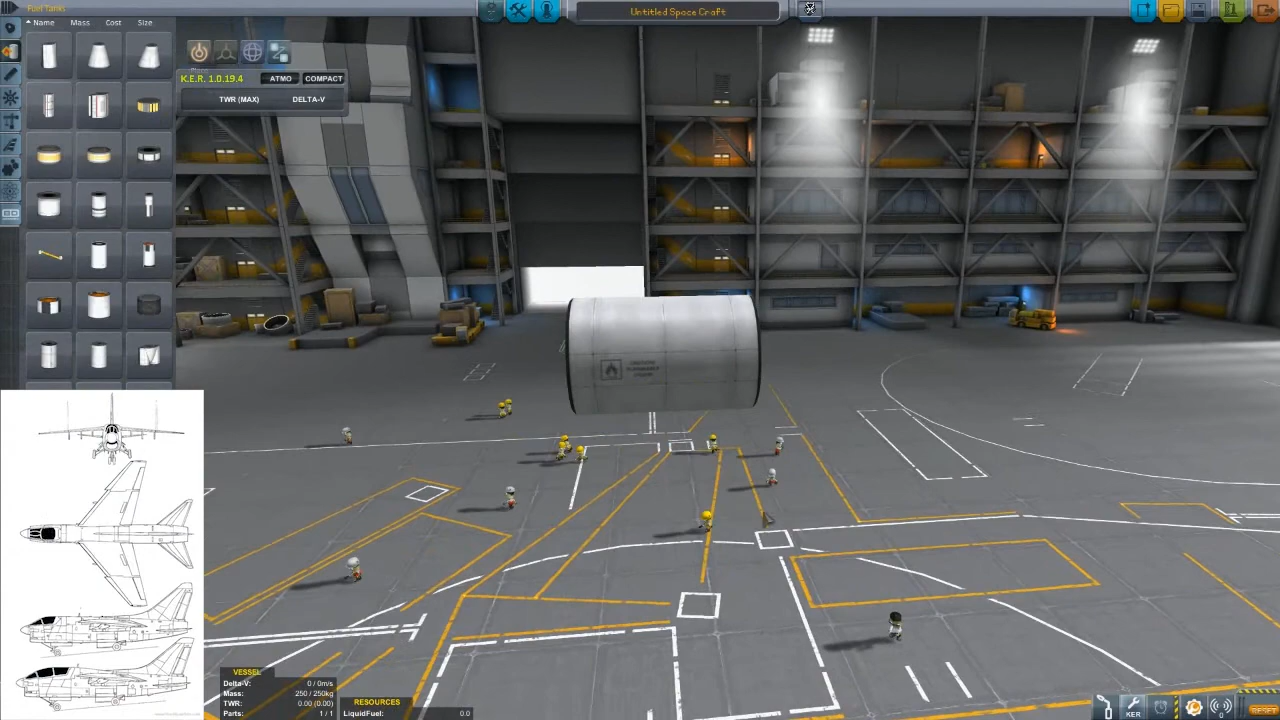 Fuel Tanks
Untitled Space Craft
Name Mass Cost Size
K.E.R. 1.0.19.4 ATMO COMPACT
TWR (MAX) DELTA-V
VESSEL
Delta-V: 0 / 0m/s
Mass: 250 / 250kg
TWR: 0.00 (0.00)
Parts: 1 / 1
RESOURCES
LiquidFuel: 0.0
KER
0
RESET